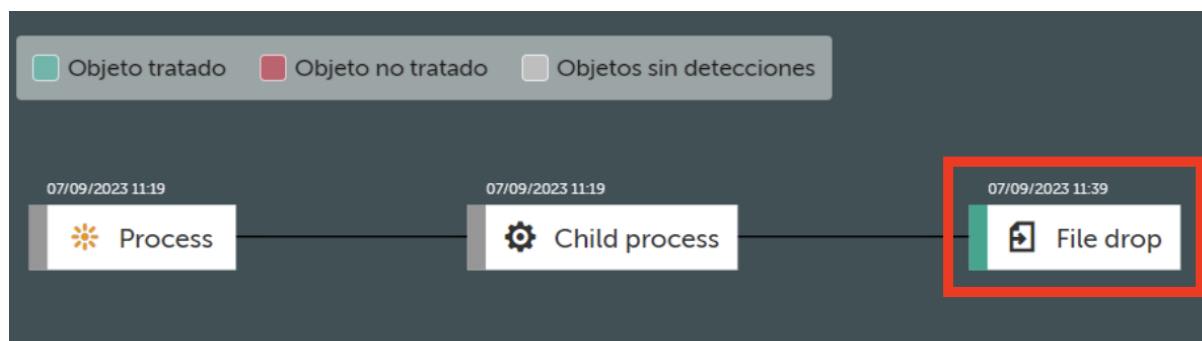 Objeto tratado Objeto no tratado Objetos sin detecciones
07/09/2023 11:19 07/09/2023 11:19 07/09/2023 11:39
Process Child process File drop